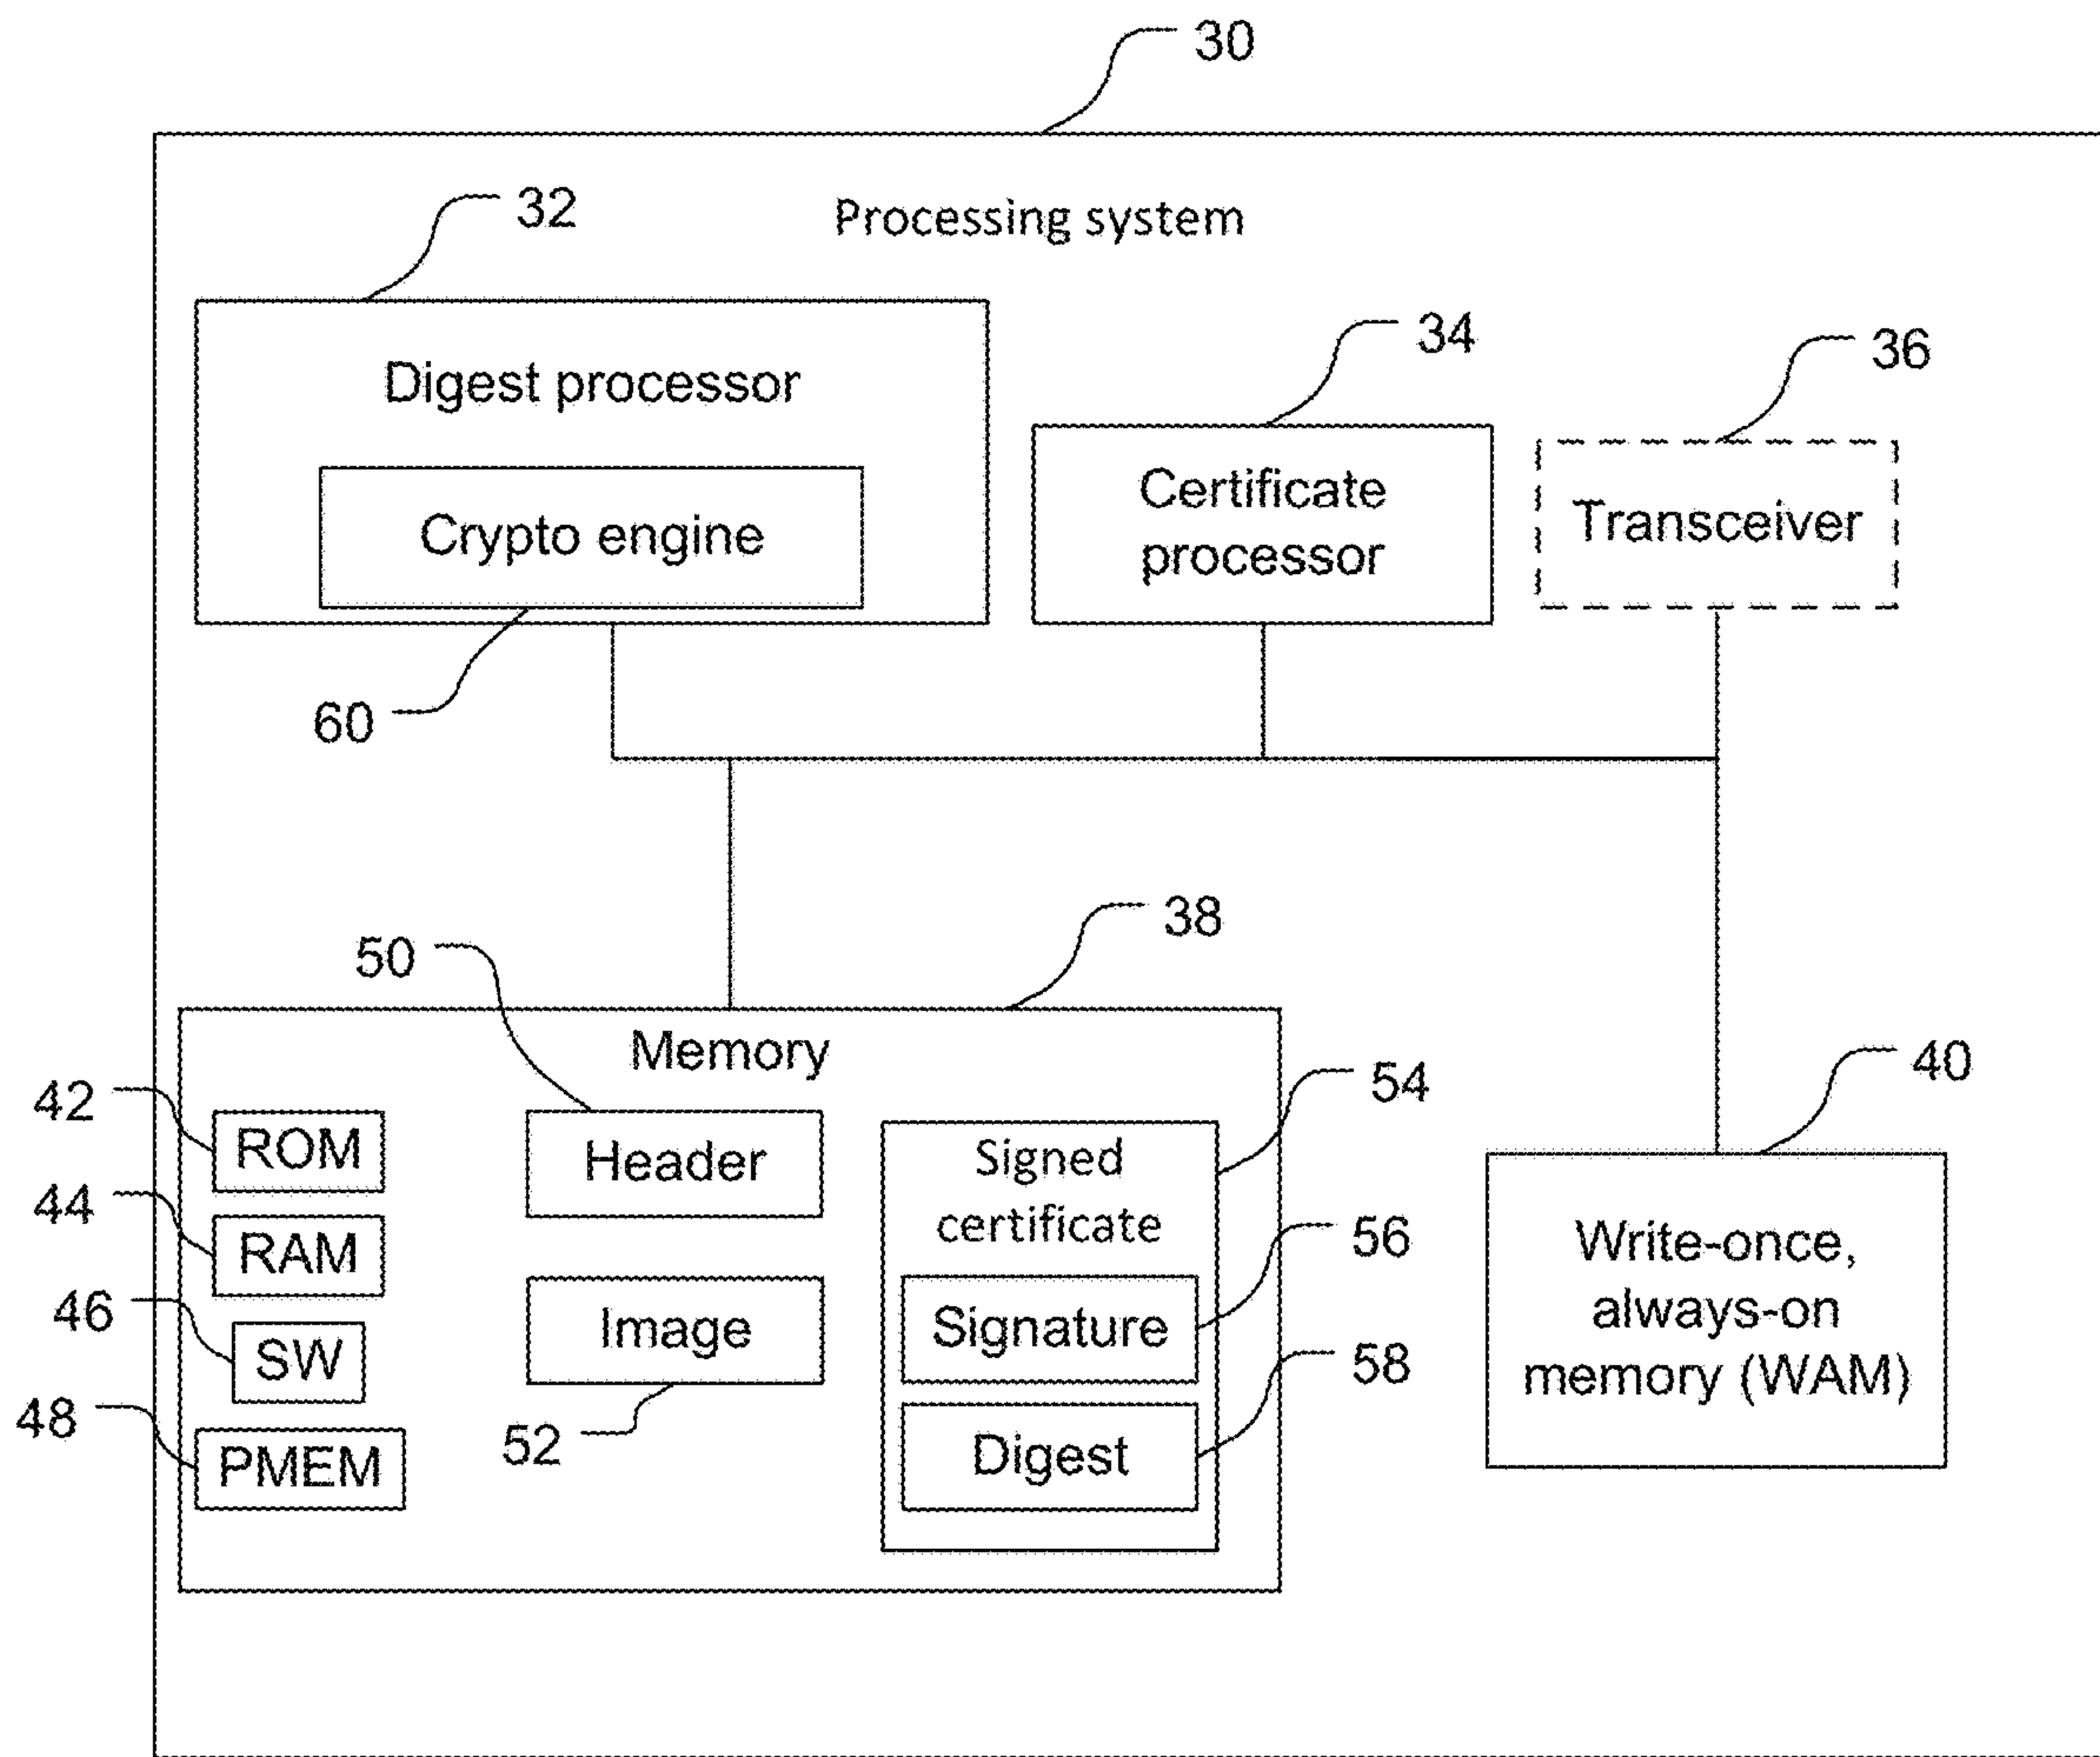 30
32
Processing system
34
36
Digest processor
Certificate
processor
Transceiver
Crypto engine
60
38
50
Memory
40
54
42
ROM
Header
Signed
certificate
44
RAM
56
Write-once,
always-on
memory (WAM)
46
SW
Image
Signature
58
48
PMEM
52
Digest